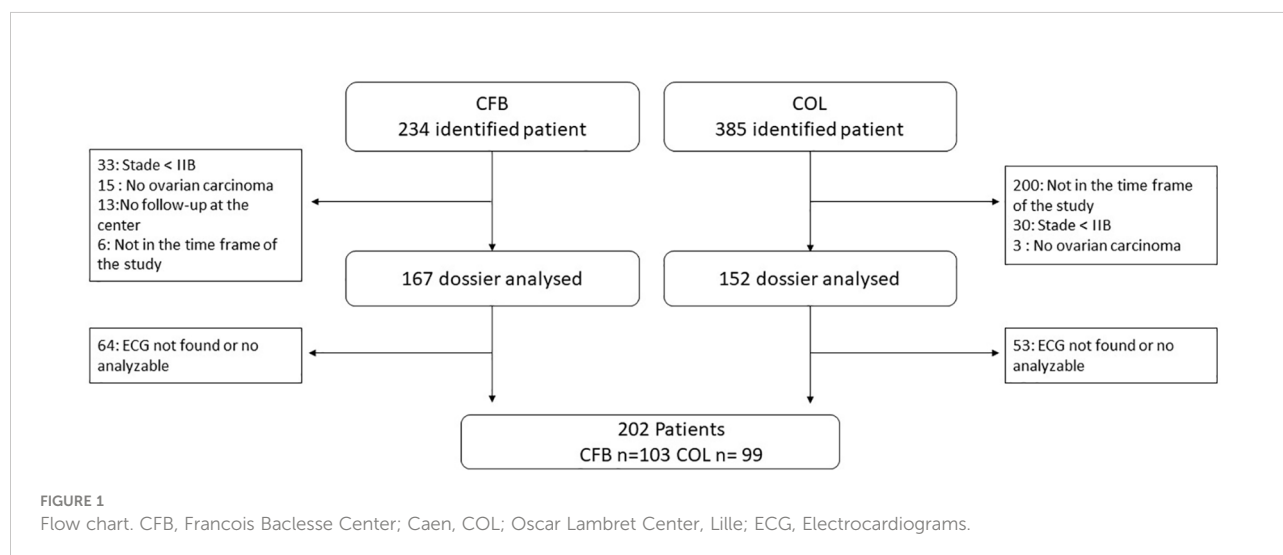 CFB
234 identified patient
COL
385 identified patient
33: Stade < IIB
15 : No ovarian carcinoma
13:No follow-up at the
center
6: Not in the time frame of
the study
200: Not in the time frame
of the study
30: Stade < IIB
3 : No ovarian carcinoma
167 dossier analysed
152 dossier analysed
64: ECG not found or no
analyzable
53: ECG not found or no
analyzable
202 Patients
CFB n=103 COL n= 99
FIGURE 1
Flow chart. CFB, Francois Baclesse Center; Caen, COL; Oscar Lambret Center, Lille; ECG, Electrocardiograms.